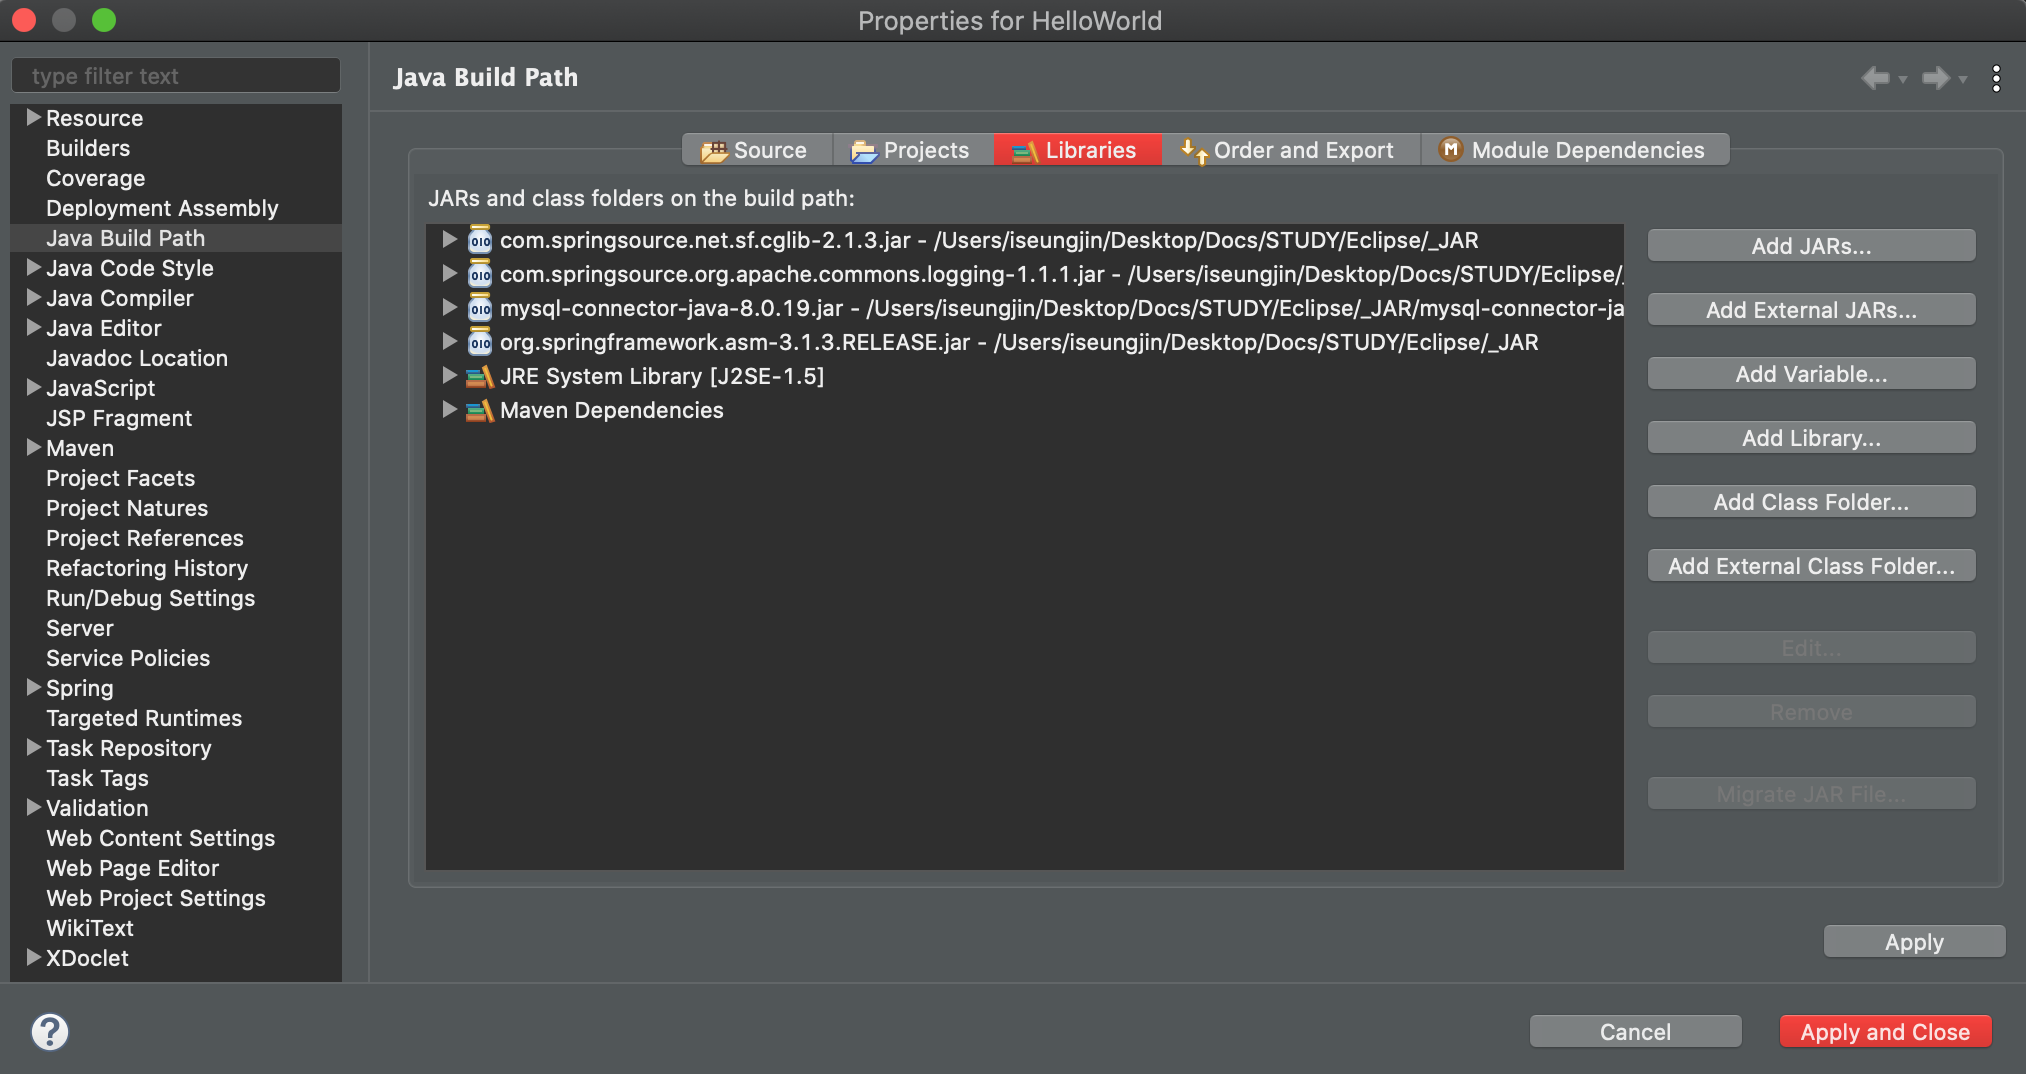 Properties for HelloWorld
type filter text
Resource
Builders
Coverage
Deployment Assembly
Java Build Path
Java Code Style
Java Compiler
Java Editor
Javadoc Location
JavaScript
JSP Fragment
Maven
Project Facets
Project Natures
Project References
Refactoring History
Run/Debug Settings
Server
Service Policies
Spring
Targeted Runtimes
Task Repository
Task Tags
Validation
Web Content Settings
Web Page Editor
Web Project Settings
WikiText
XDoclet
Java Build Path
Source Projects Libraries Order and Export M Module Dependencies
JARs and class folders on the build path:
010 com.springsource.net.sf.cglib-2.1.3.jar - /Users/iseungjin/Desktop/Docs/STUDY/Eclipse/_JAR
010 com.springsource.org.apache.commons.logging-1.1.1.jar - /Users/iseungjin/Desktop/Docs/STUDY/Eclipse/_
010 mysql-connector-java-8.0.19.jar - /Users/iseungjin/Desktop/Docs/STUDY/Eclipse/_JAR/mysql-connector-ja
010 org.springframework.asm-3.1.3.RELEASE.jar - /Users/iseungjin/Desktop/Docs/STUDY/Eclipse/_JAR
JRE System Library [J2SE-1.5]
Maven Dependencies
Add JARs...
Add External JARs...
Add Variable...
Add Library...
Add Class Folder...
Add External Class Folder...
Edit...
Remove
Migrate JAR File...
Apply
?
Cancel
Apply and Close